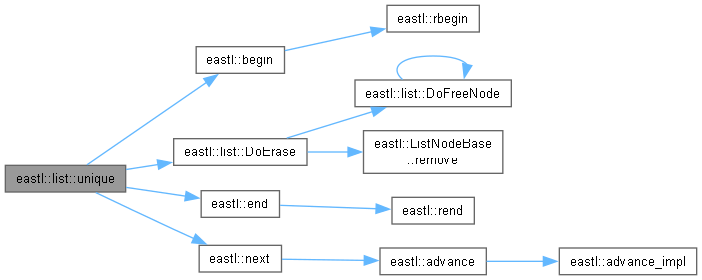 eastl::rbegin
eastl::begin
eastl::list::DoFreeNode
eastl::list::DoErase
eastl::ListNodeBase
::remove
eastl::list::unique
eastl::end
eastl::rend
eastl::next
eastl::advance
eastl::advance_impl